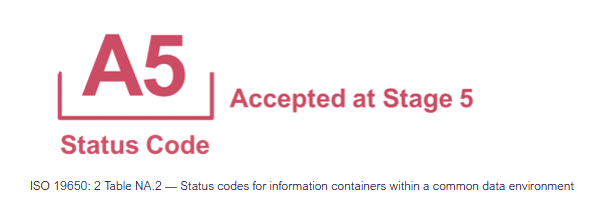 A5
Accepted at Stage 5
Status Code
ISO 19650: 2 Table NA.2 — Status codes for information containers within a common data environment